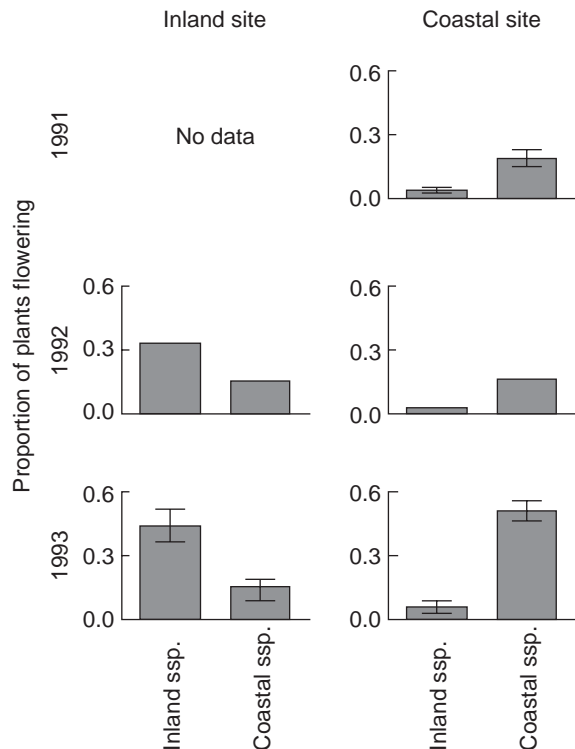 Inland site
Coastal site
Proportion of plants flowering
1991
No data
0.6
0.3
0.0
1992
0.6
0.3
0.0
0.6
0.3
0.0
1993
0.6
0.3
0.0
0.6
0.3
0.0
Inland ssp.
Coastal ssp.
Inland ssp.
Coastal ssp.